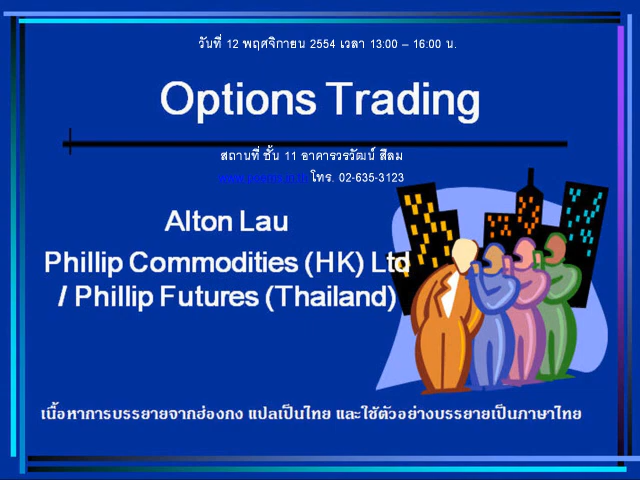 วันที่ 12 พฤศจิกายน 2554 เวลา 13:00 – 16:00 น.
Options Trading
สถานที่ ชั้น 11 อาคารวรวัฒน์ สีลม
โทร. 02-635-3123
Alton Lau
Phillip Commodities (HK) Ltd
/ Phillip Futures (Thailand)
เนื้อหาการบรรยายจากฮ่องกง แปลเป็นไทย และใช้ตัวอย่างบรรยายเป็นภาษาไทย